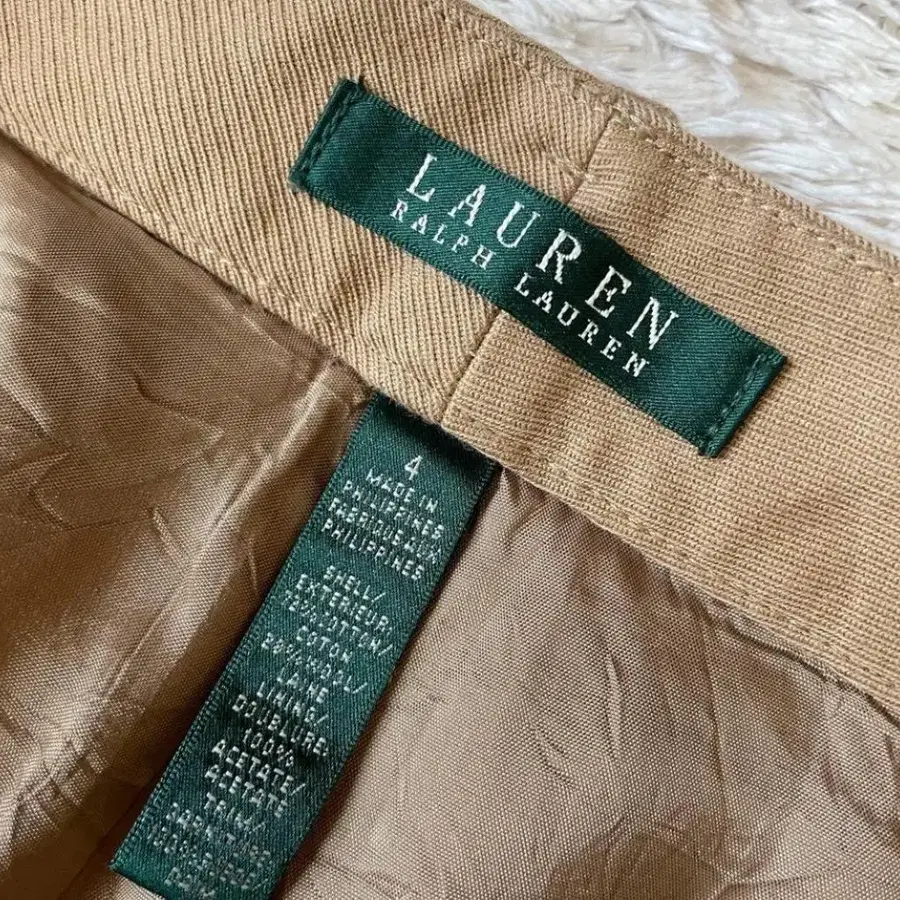 LAUREN
RALPH LAUREN
4
MADE IN
PHILIPPINES
FABRIQUE AUX
PHILIPPINES
SHELL/
EXTERIEUR:
72% COTTON/
COTON
28% WOOL/
LAINE
LINING/
DOUBLURE:
100%
ACETATE/
ACETATE